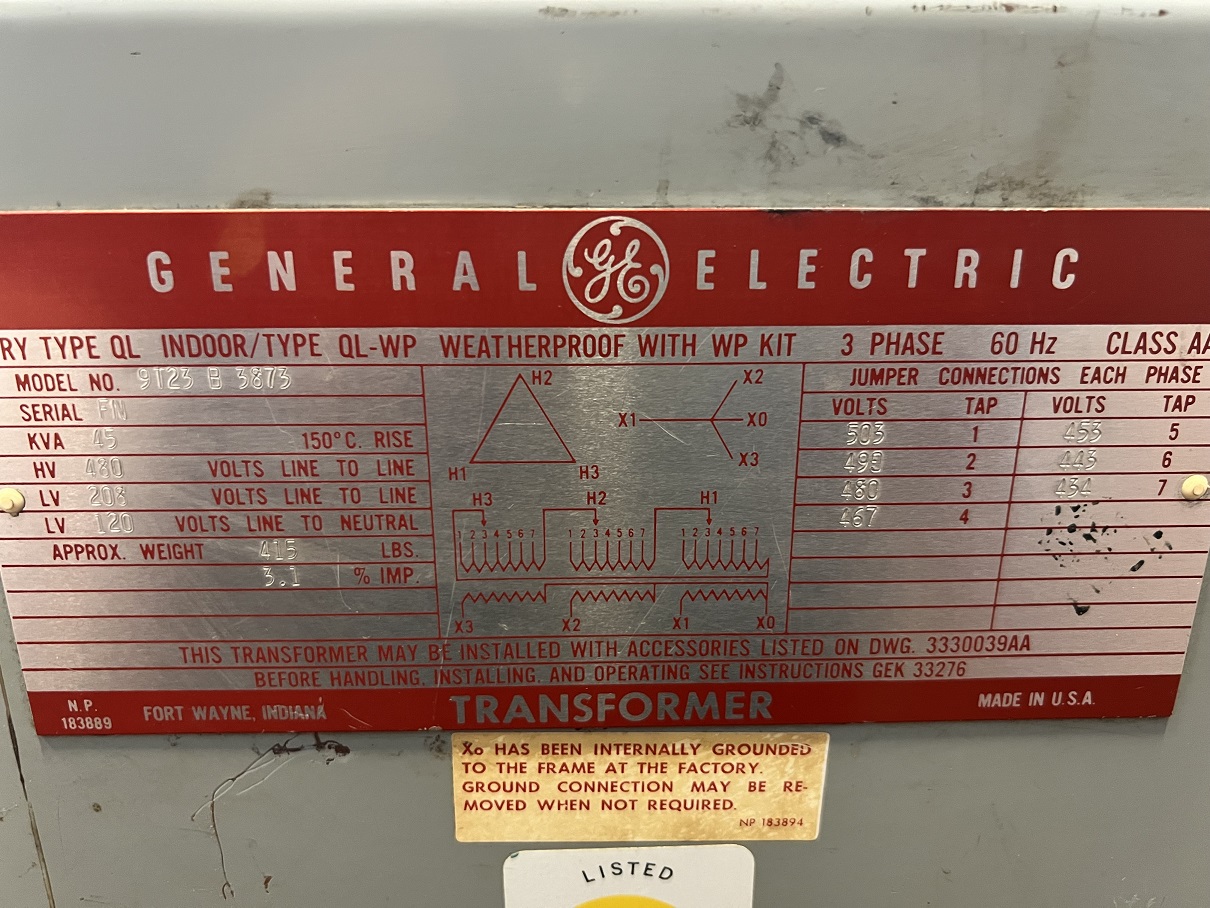 GENERAL GE ELECTRIC
RY TYPE QL INDOOR/TYPE QL-WP WEATHERPROOF WITH WP KIT 3 PHASE 60 Hz CLASS AA
MODEL NO. 9T23 B 3873
SERIAL FN
KVA 45 150°C. RISE
HV 480 VOLTS LINE TO LINE
LV 208 VOLTS LINE TO LINE
LV 120 VOLTS LINE TO NEUTRAL
APPROX. WEIGHT 415 LBS.
3.1 % IMP.
H2
H1 H3
X2
X1 X0
X3
H3 H2 H1
1 2 3 4 5 6 7 1 2 3 4 5 6 7 1 2 3 4 5 6 7
X3 X2 X1 X0
JUMPER CONNECTIONS EACH PHASE
VOLTS TAP VOLTS TAP
503 1 453 5
490 2 443 6
480 3 434 7
467 4
THIS TRANSFORMER MAY BE INSTALLED WITH ACCESSORIES LISTED ON DWG. 3330039AA
BEFORE HANDLING, INSTALLING, AND OPERATING SEE INSTRUCTIONS GEK 33276
N.P.
183889
FORT WAYNE, INDIANA TRANSFORMER MADE IN U.S.A.
Xo HAS BEEN INTERNALLY GROUNDED
TO THE FRAME AT THE FACTORY.
GROUND CONNECTION MAY BE RE-
MOVED WHEN NOT REQUIRED.
NP 183894
LISTED